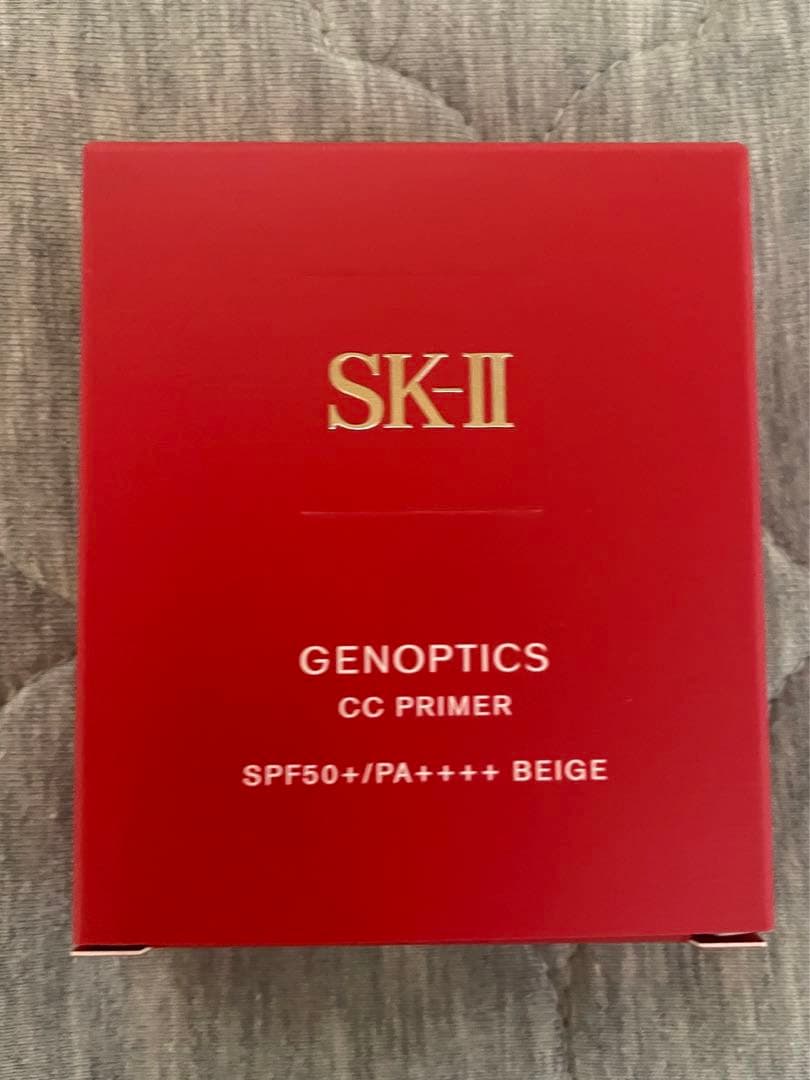 SK-II
GENOPTICS
CC PRIMER
SPF50+/PA++++ BEIGE